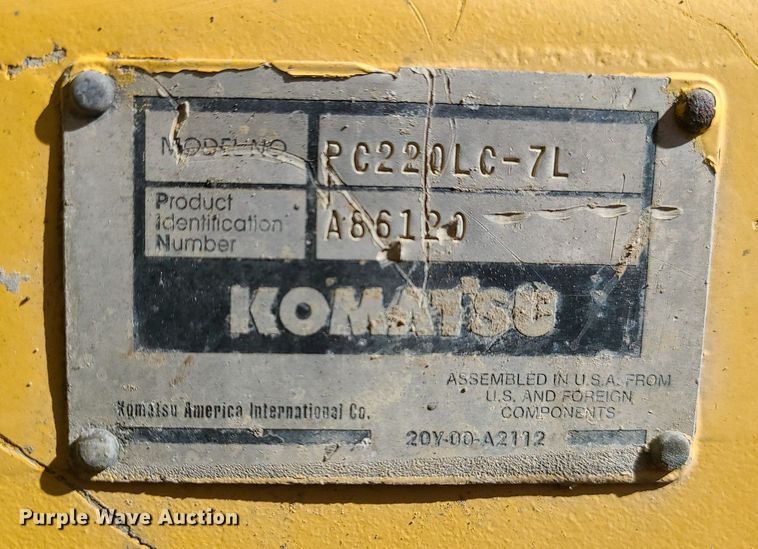 MODEL NO PC220LC-7L
Product
Identification
Number
A86120
KOMATSU
ASSEMBLED IN U.S.A. FROM
U.S. AND FOREIGN
COMPONENTS
Komatsu America International Co.
20Y-00-A2112
Purple Wave Auction